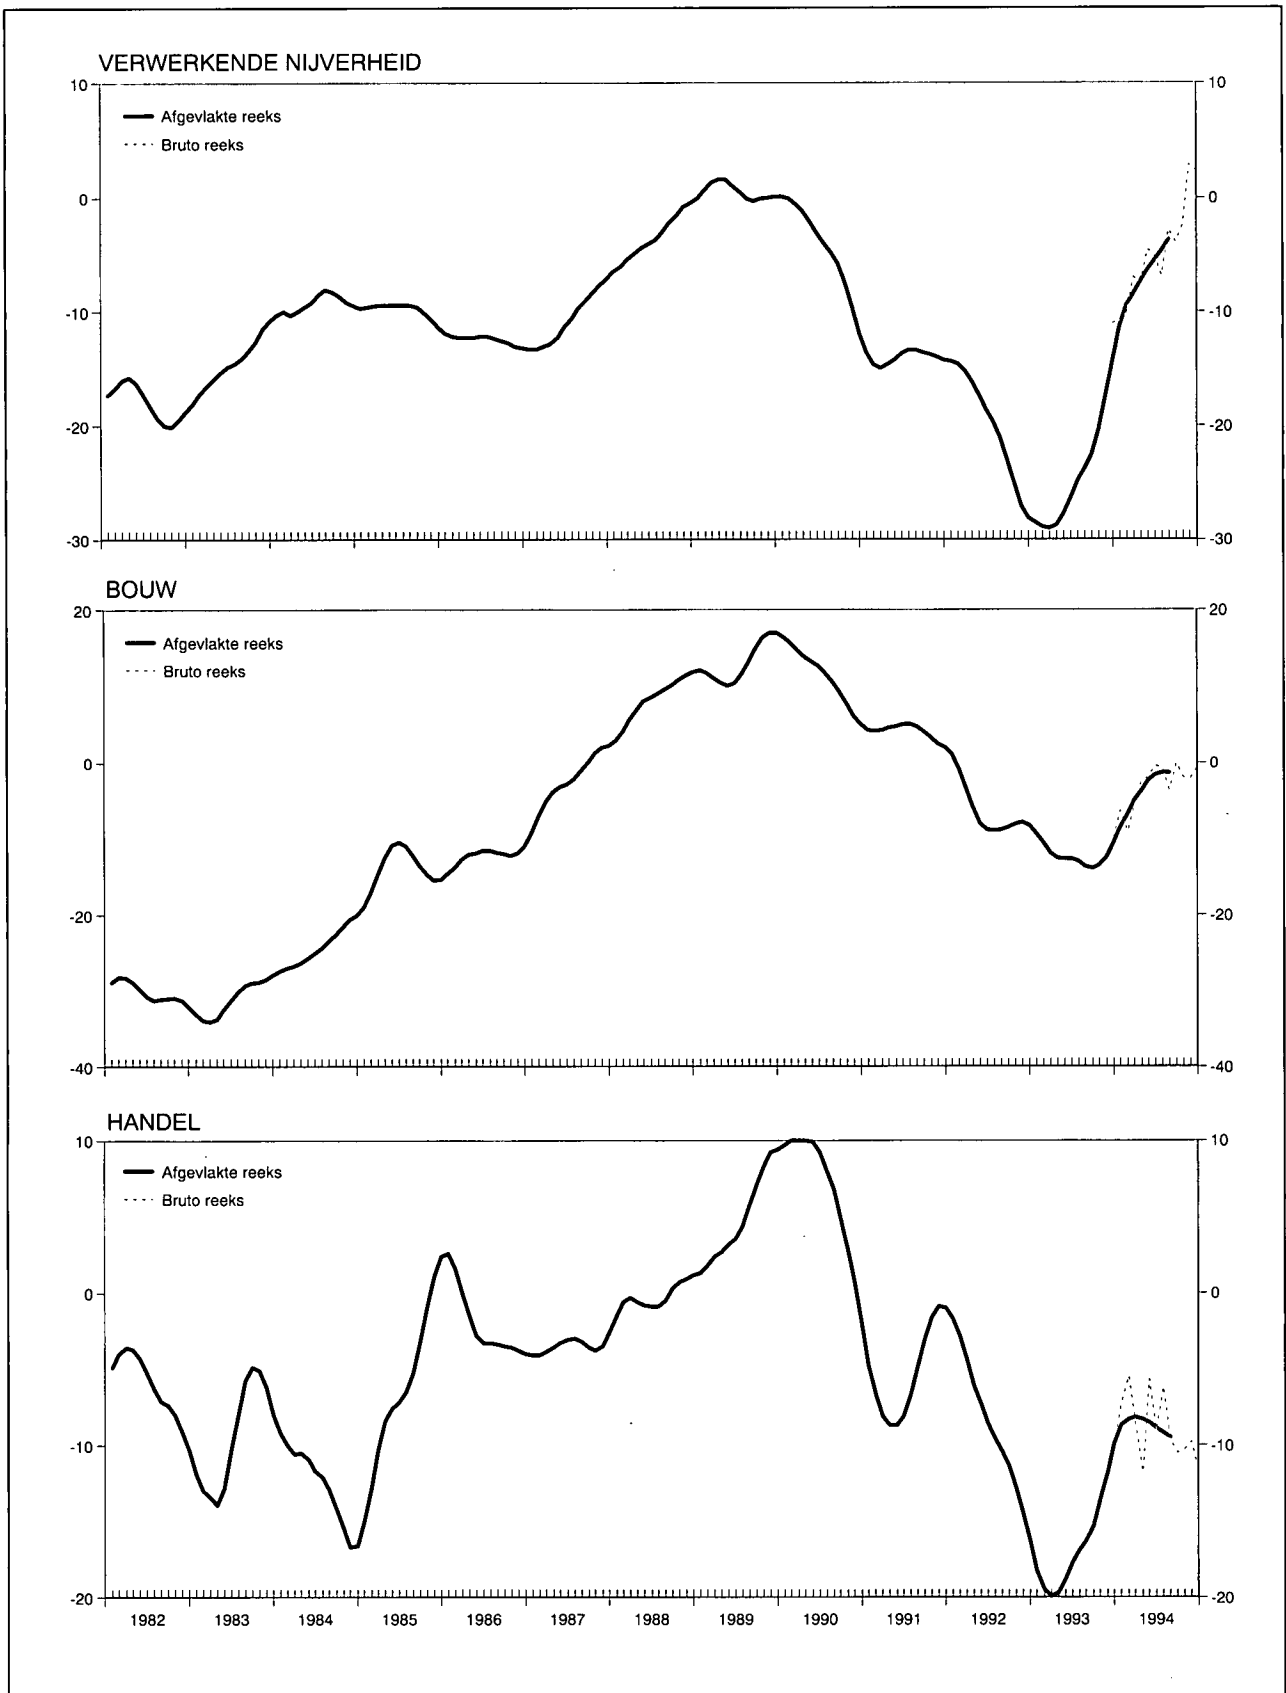 VERWERKENDE NIJVERHEID
10 10
Afgevlakte reeks
Bruto reeks
0 0
-10 -10
-20 -20
-30 -30
BOUW
20 20
Afgevlakte reeks
Bruto reeks
0 0
-20 -20
-40 -40
HANDEL
10 10
Afgevlakte reeks
Bruto reeks
0 0
-10 -10
-20 -20
1982 1983 1984 1985 1986 1987 1988 1989 1990 1991 1992 1993 1994